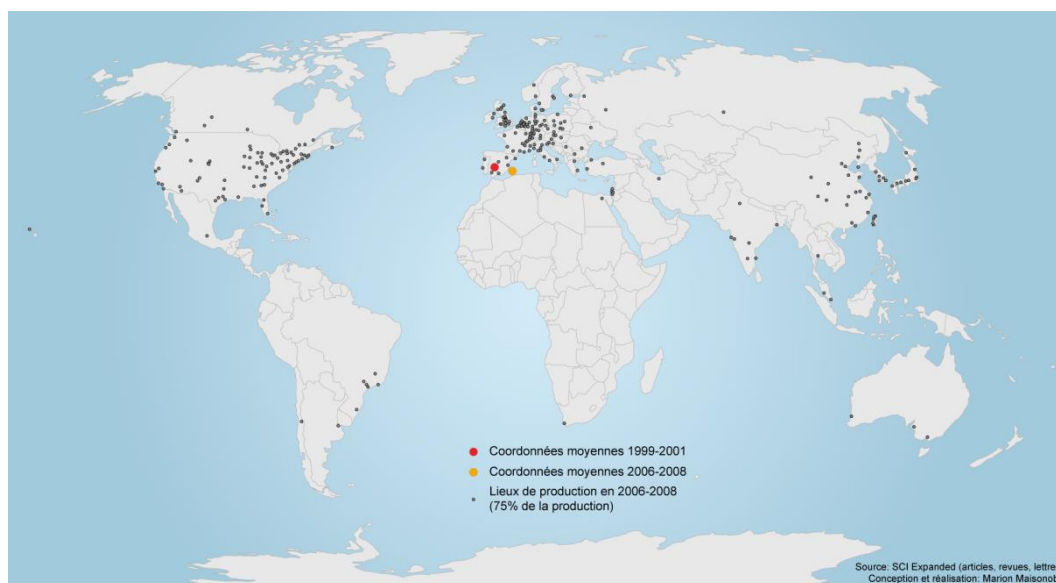 Coordonnées moyennes 1999-2001
Coordonnées moyennes 2006-2008
Lieux de production en 2006-2008
(75% de la production)
Source: SCI Expanded (articles, revues, lettre
Conception et réalisation: Marion Maisonob